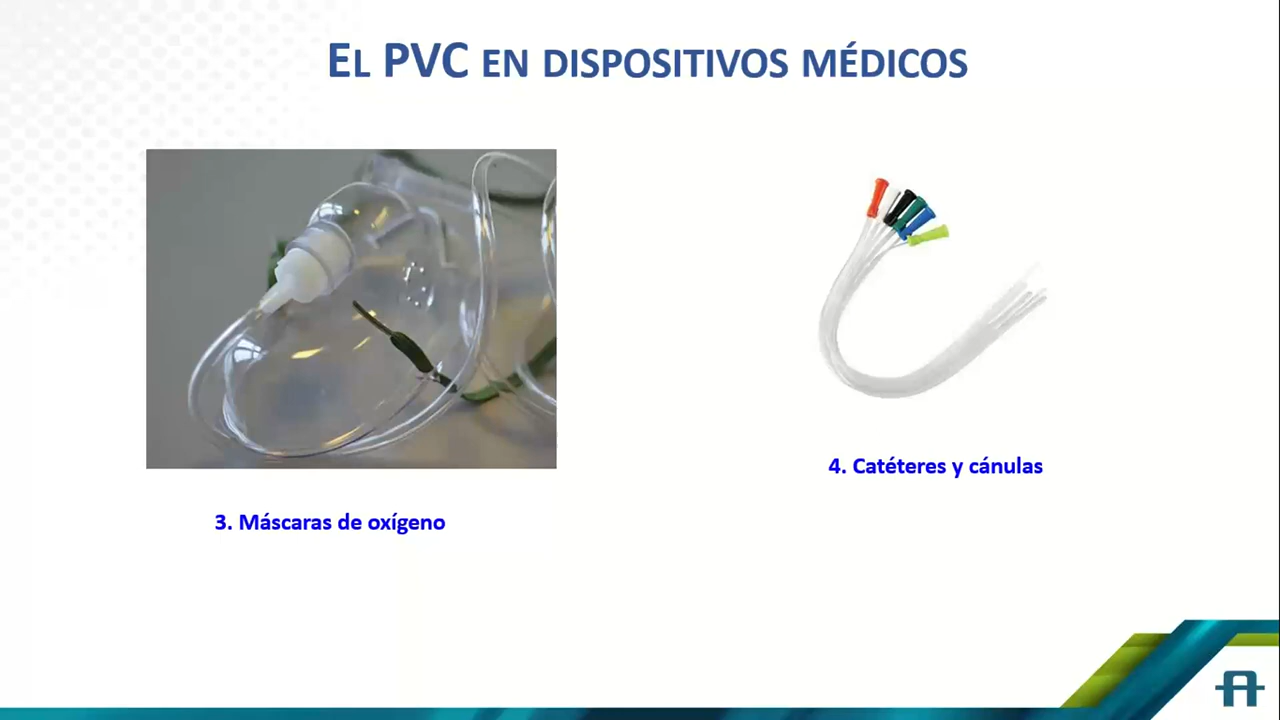 EL PVC EN DISPOSITIVOS MÉDICOS
3. Máscaras de oxígeno
4. Catéteres y cánulas